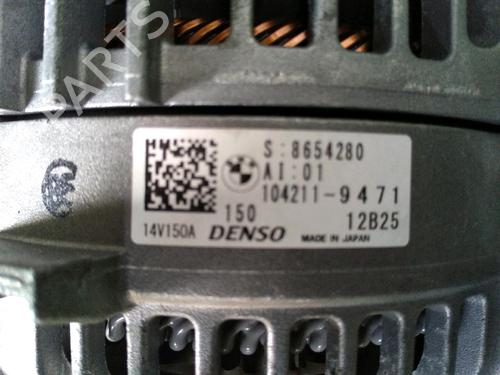 PARTS
S:8654280
AI:01
104211-9471
150 12B25
14V150A DENSO MADE IN JAPAN